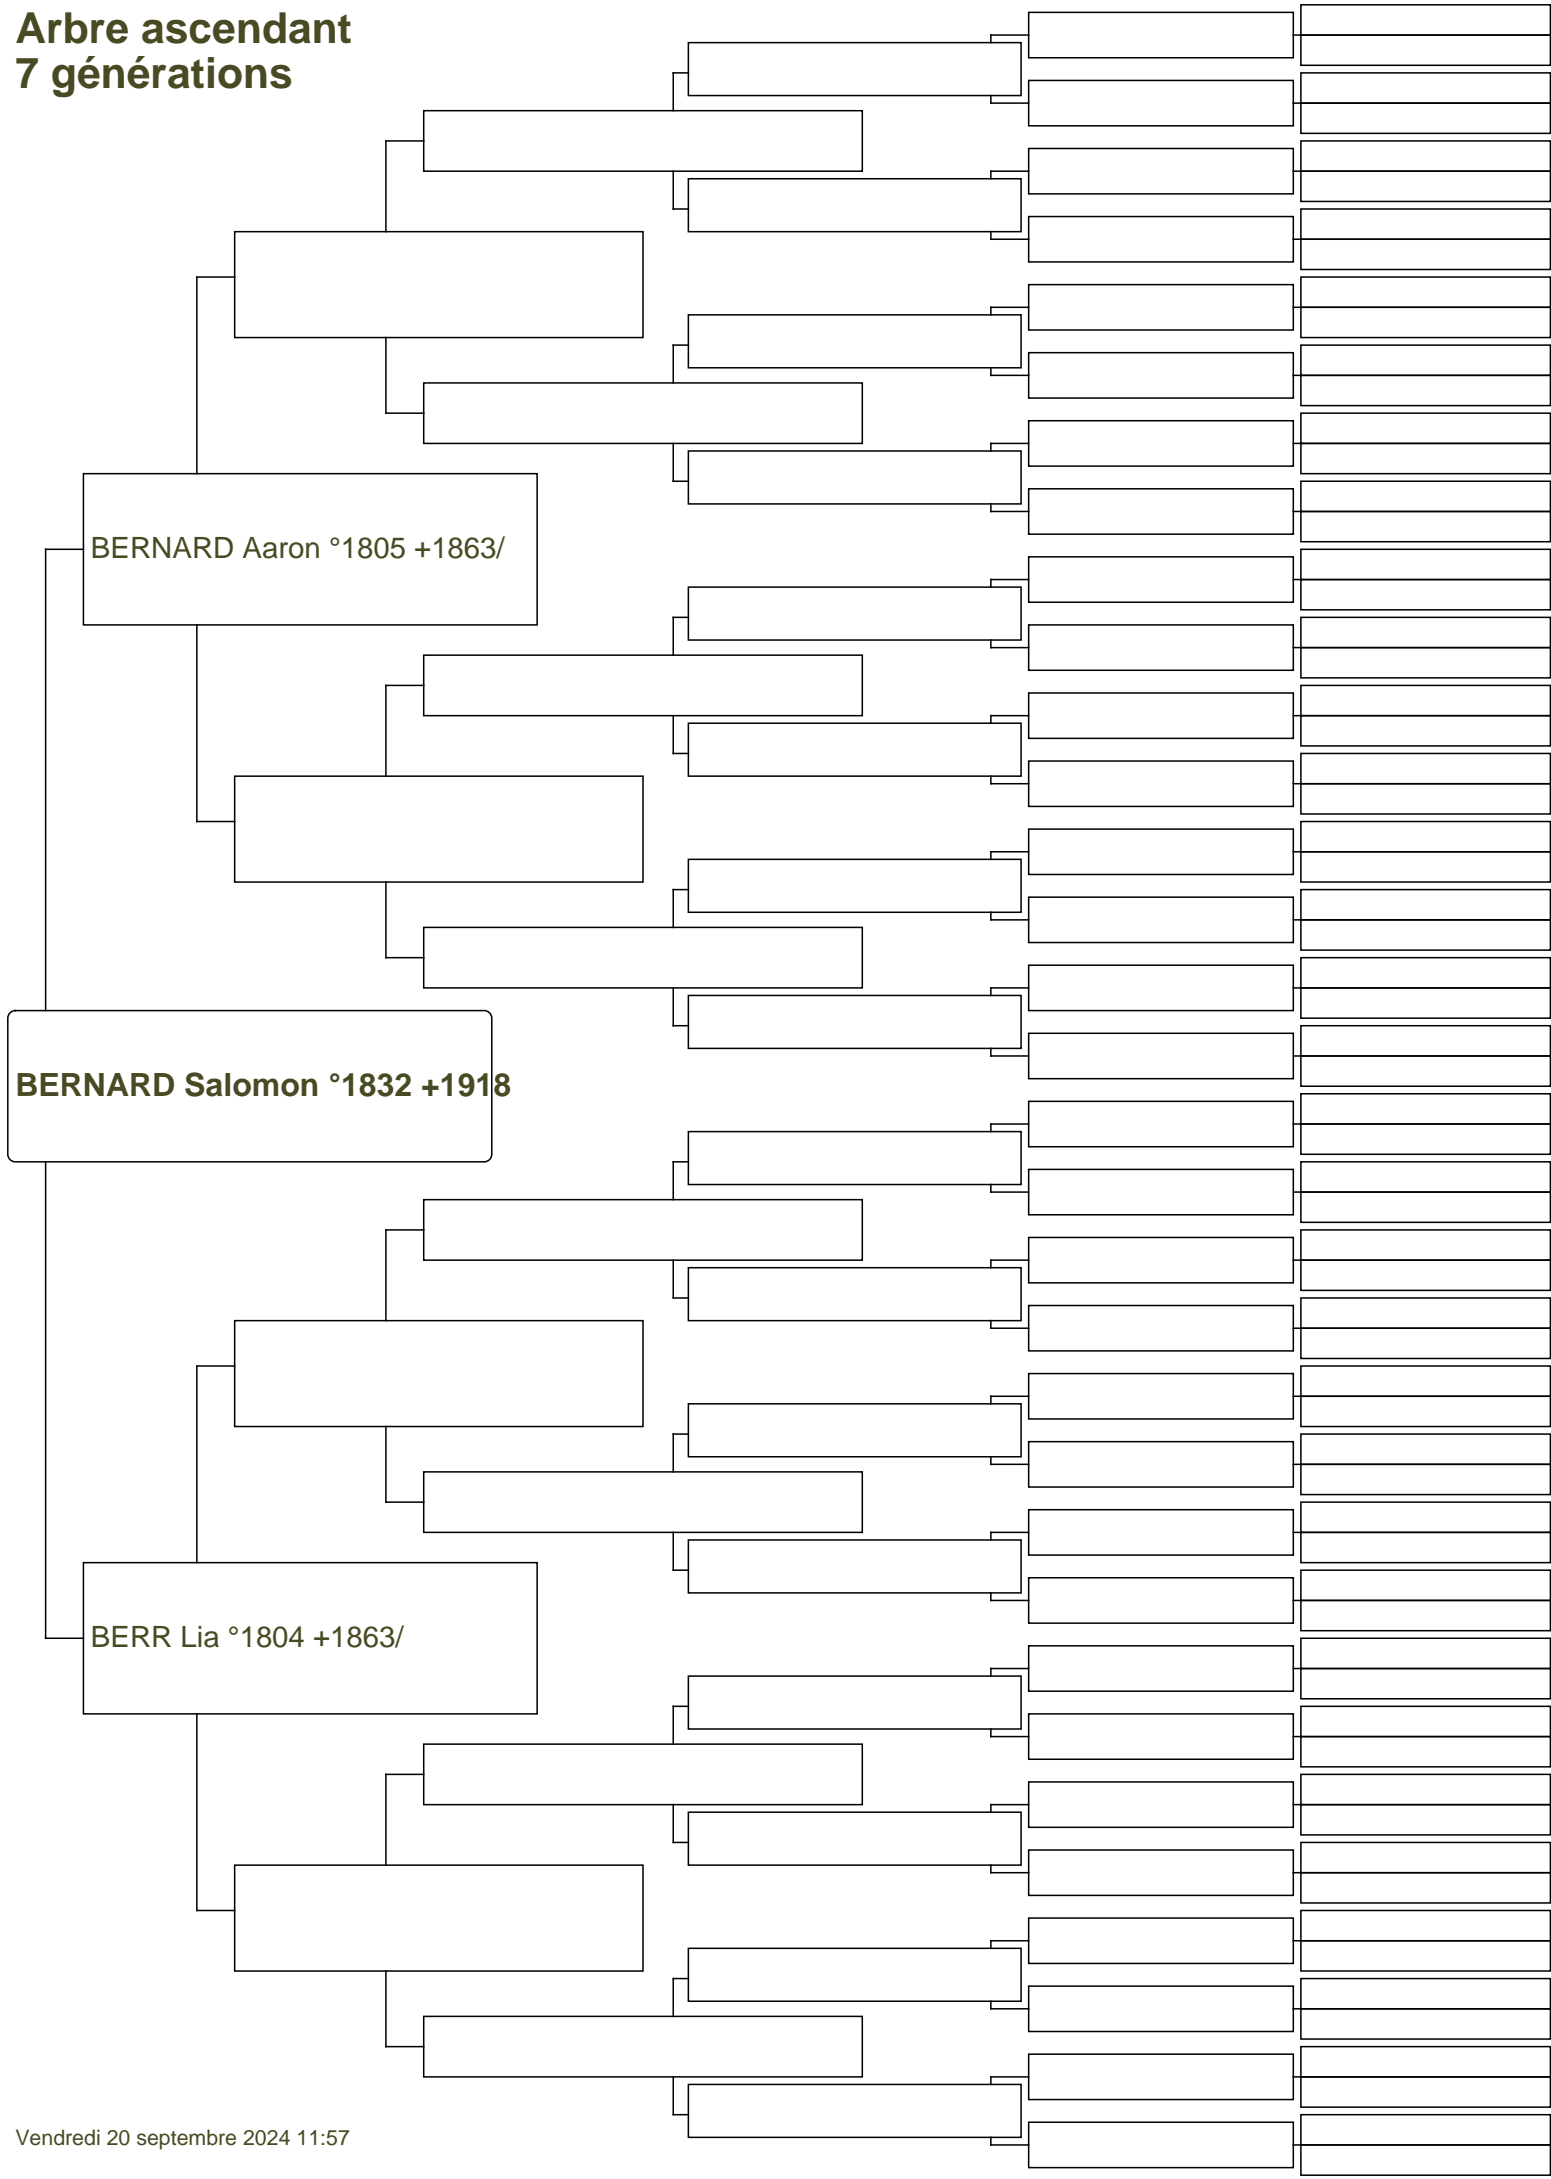 Arbre ascendant
7 générations
BERNARD Aaron °1805 +1863/
BERNARD Salomon °1832 +1918
BERR Lia °1804 +1863/
Vendredi 20 septembre 2024 11:57